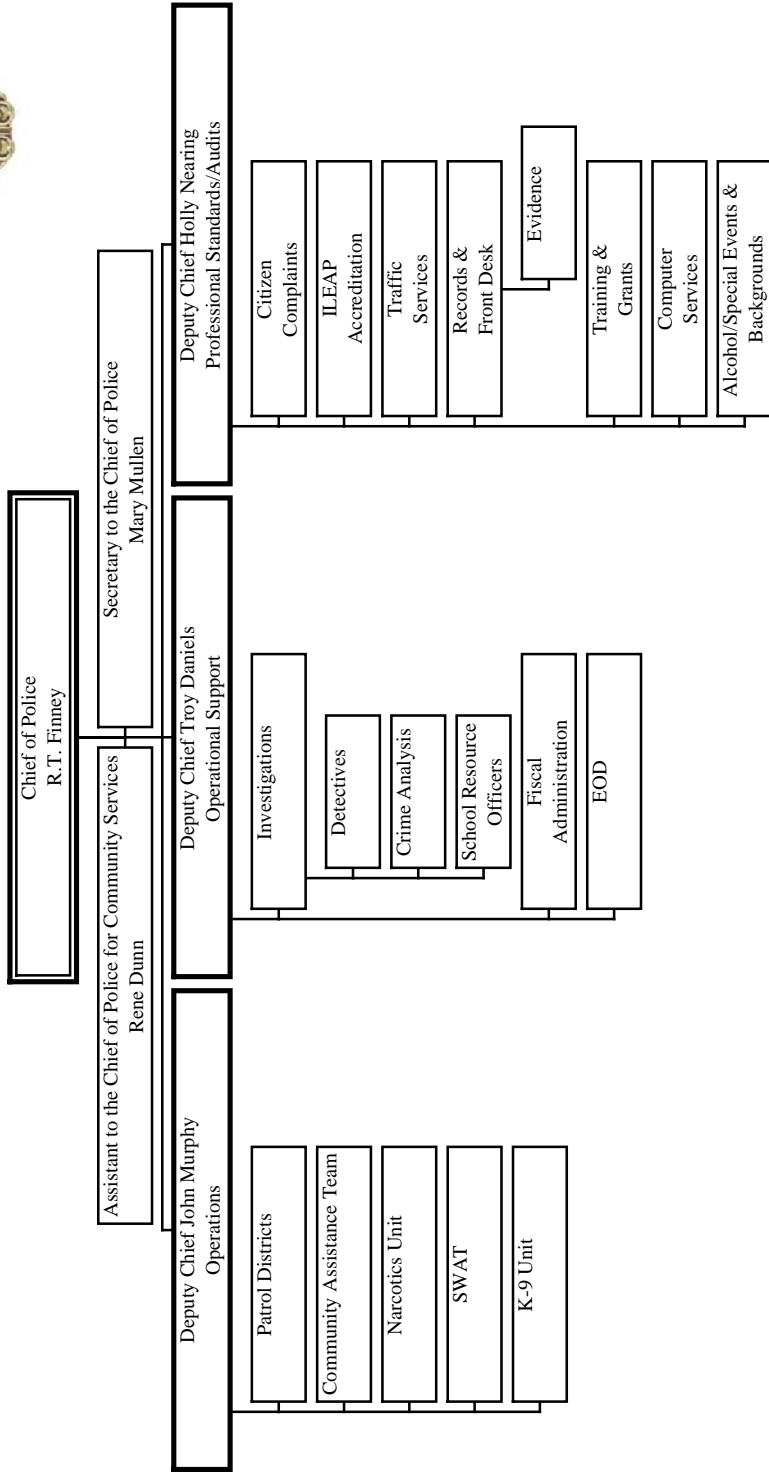 Chief of Police
R.T. Finney
Assistant to the Chief of Police for Community Services
Rene Dunn
Secretary to the Chief of Police
Mary Mullen
Deputy Chief John Murphy
Operations
Patrol Districts
Community Assistance Team
Narcotics Unit
SWAT
K-9 Unit
Deputy Chief Troy Daniels
Operational Support
Investigations
Detectives
Crime Analysis
School Resource
Officers
Fiscal
Administration
EOD
Deputy Chief Holly Nearing
Professional Standards/Audits
Citizen
Complaints
ILEAP
Accreditation
Traffic
Services
Records &
Front Desk
Evidence
Training &
Grants
Computer
Services
Alcohol/Special Events &
Backgrounds